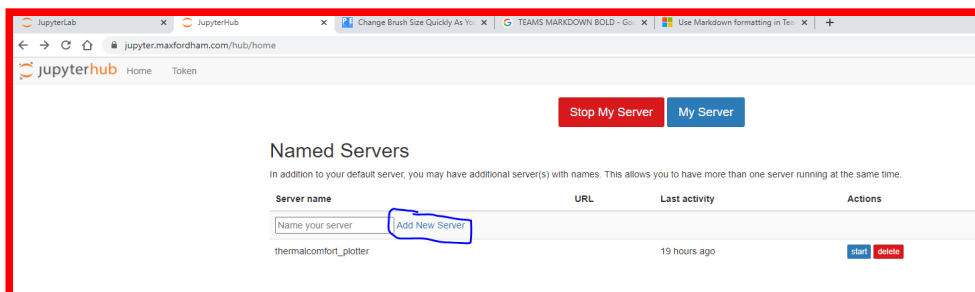 JupyterLab × JupyterHub × Change Brush Size Quickly As Yo × G TEAMS MARKDOWN BOLD - Goo × Use Markdown formatting in Tea × +
jupyter.maxfordham.com/hub/home
jupyterhub Home Token
Stop My Server My Server
Named Servers
In addition to your default server, you may have additional server(s) with names. This allows you to have more than one server running at the same time.
Server name URL Last activity Actions
Name your server Add New Server
thermalcomfort_plotter 19 hours ago start delete